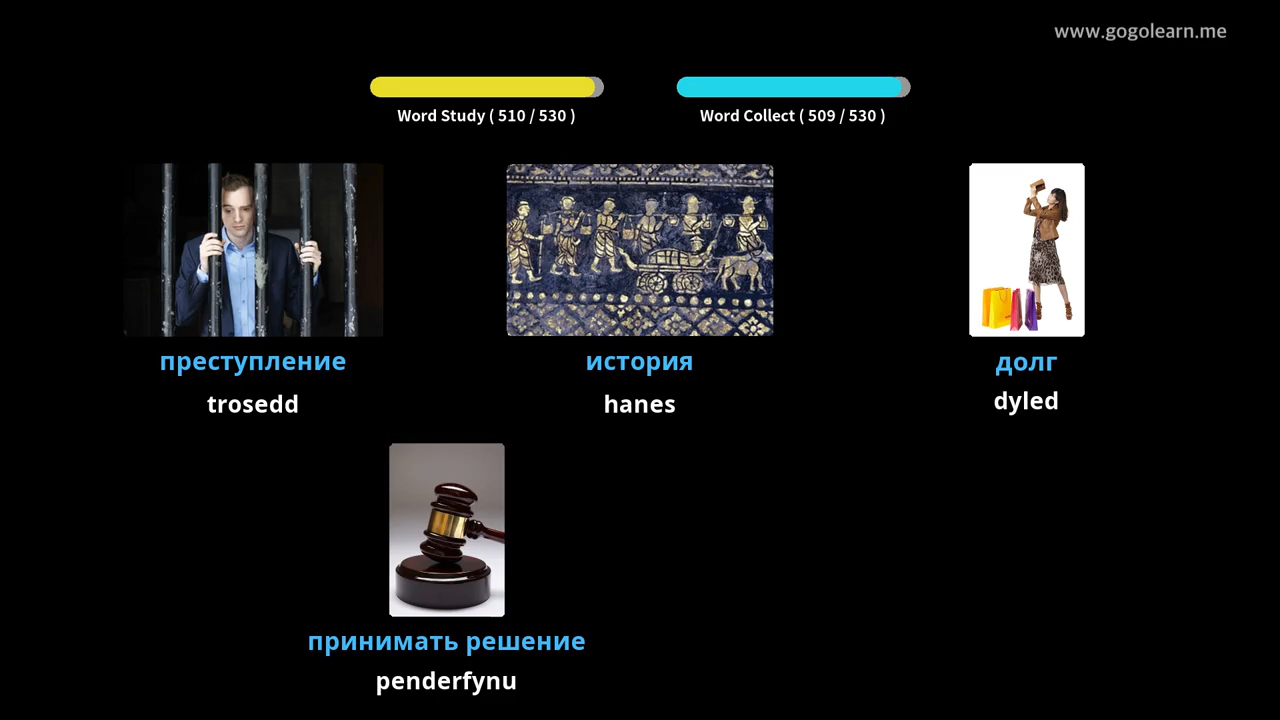 www.gogolearn.me
Word Study ( 510 / 530 )
Word Collect ( 509 / 530 )
преступление
trosedd
история
hanes
долг
dyled
принимать решение
penderfynu